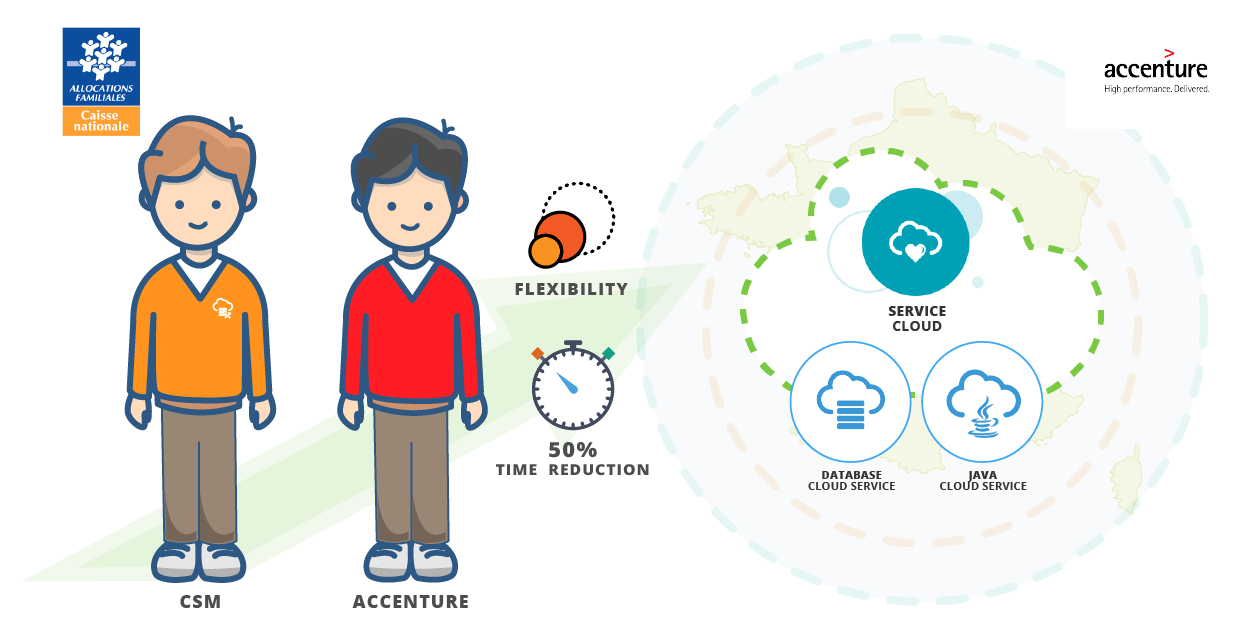 ALLOCATIONS
FAMILIALES
Caisse
nationale
>
accenture
High performance. Delivered.
FLEXIBILITY
50%
TIME REDUCTION
SERVICE
CLOUD
DATABASE
CLOUD SERVICE
JAVA
CLOUD SERVICE
CSM
ACCENTURE